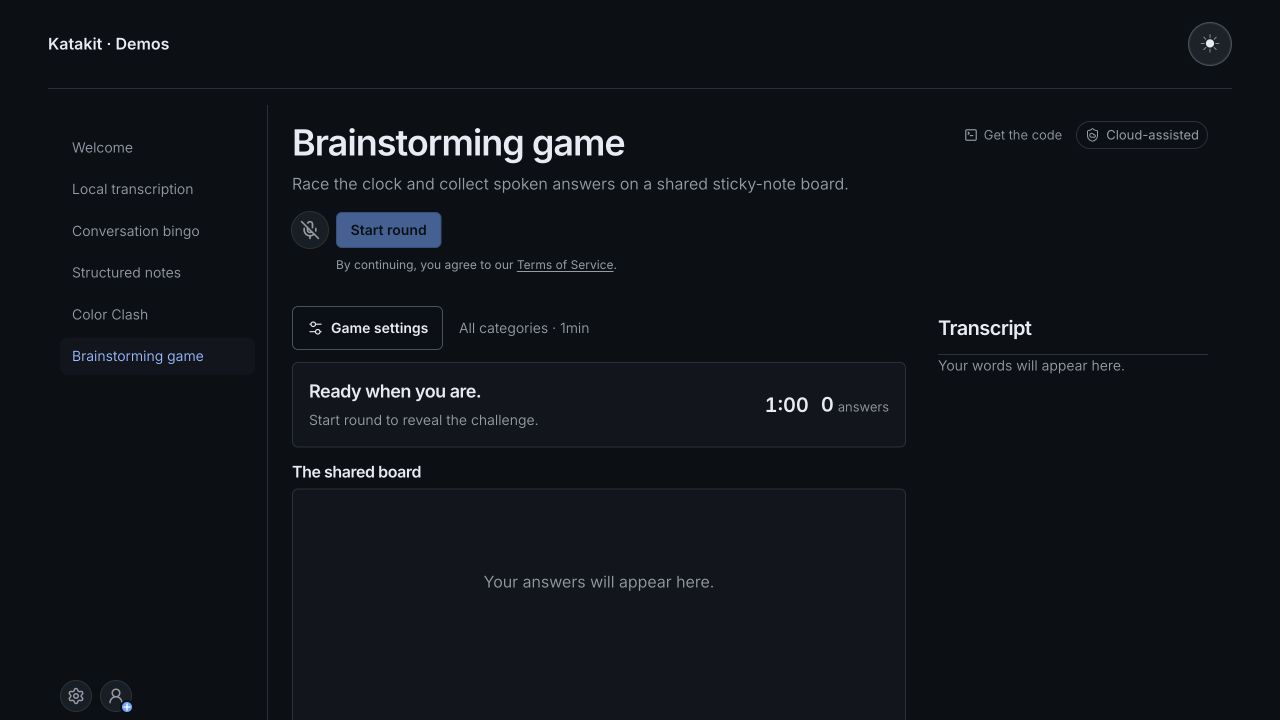 Katakit · Demos
Welcome
Local transcription
Conversation bingo
Structured notes
Color Clash
Brainstorming game
Brainstorming game
Get the code
Cloud-assisted
Race the clock and collect spoken answers on a shared sticky-note board.
Start round
By continuing, you agree to our Terms of Service.
Game settings
All categories · 1min
Ready when you are.
Start round to reveal the challenge.
1:00 0 answers
The shared board
Your answers will appear here.
Transcript
Your words will appear here.